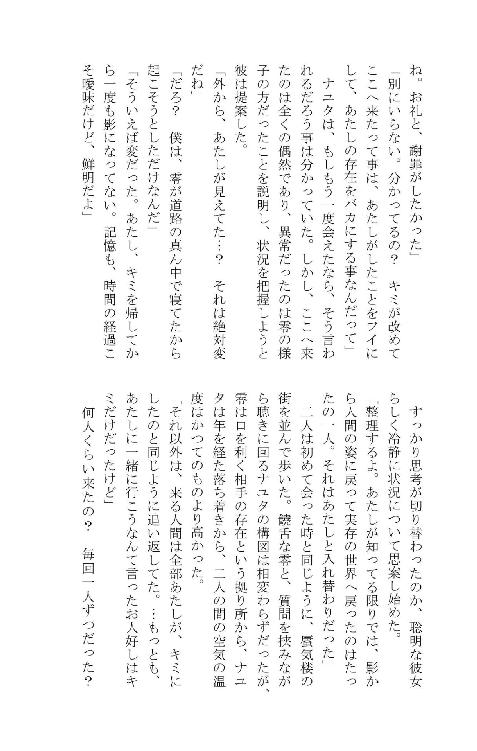 ね。お礼と、謝罪がしたかった」
「別にいらない。分かってるの？　キミが改めて
ここへ来たって事は、あたしがしたことをフイに
して、あたしの存在をバカにする事なんだって」
ナユタは、もしもう一度会えたなら、そう言わ
れるだろう事は分かっていた。しかし、ここへ来
たのは全くの偶然であり、異常だったのは零の様
子の方だったことを説明し、状況を把握しようと
彼は提案した。
「外から、あたしが見えてた…？　それは絶対変
だね」
「だろ？　僕は、零が道路の真ん中で寝てたから
起こそうとしただけなんだ」
「そういえば変だった。あたし、キミを帰してか
ら一度も影になってない。記憶も、時間の経過こ
そ曖昧だけど、鮮明だよ」
すっかり思考が切り替わったのか、聡明な彼女
らしく冷静に状況について思案し始めた。
「整理するよ。あたしが知ってる限りでは、影か
ら人間の姿に戻って実存の世界へ戻ったのはたっ
たの一人。それはあたしと入れ替わりだった」
二人は初めて会った時と同じように、蜃気楼の
街を並んで歩いた。饒舌な零と、質問を挟みなが
ら聴きに回るナユタの構図は相変わらずだったが、
零は口を利く相手の存在という拠り所から、ナユ
タは年を経た落ち着きから、二人の間の空気の温
度はかつてのものより高かった。
「それ以外は、来る人間は全部あたしが、キミに
したのと同じように追い返してた。…もっとも、
あたしに一緒に行こうなんて言ったお人好しはキ
ミだけだったけど」
何人くらい来たの？　毎回一人ずつだった？